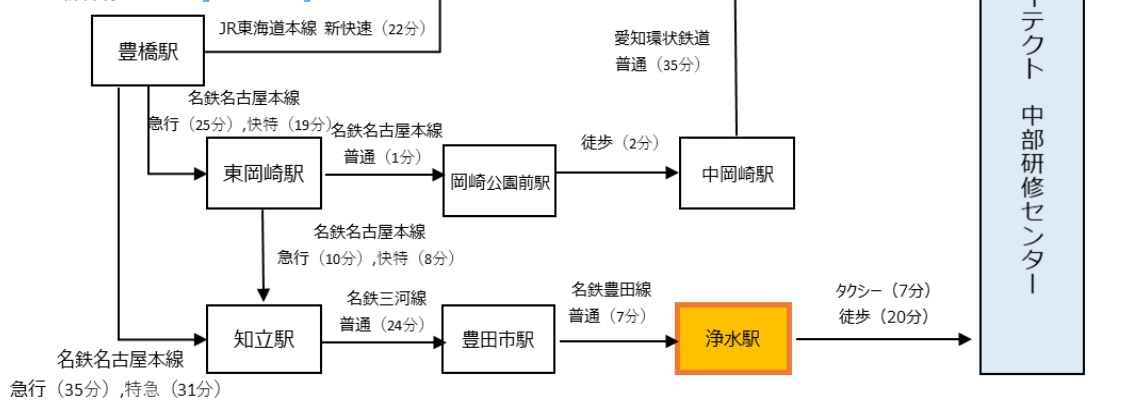 JR東海道本線 新快速（22分）
豊橋駅
愛知環状鉄道
普通（35分）
名鉄名古屋本線
急行（25分）,快特（19分）
名鉄名古屋本線
普通（1分）
徒歩（2分）
東岡崎駅
岡崎公園前駅
中岡崎駅
名鉄名古屋本線
急行（10分）,快特（8分）
名鉄三河線
普通（24分）
名鉄豊田線
普通（7分）
タクシー（7分）
徒歩（20分）
知立駅
豊田市駅
浄水駅
名鉄名古屋本線
急行（35分）,特急（31分）
テクト 中部研修センター